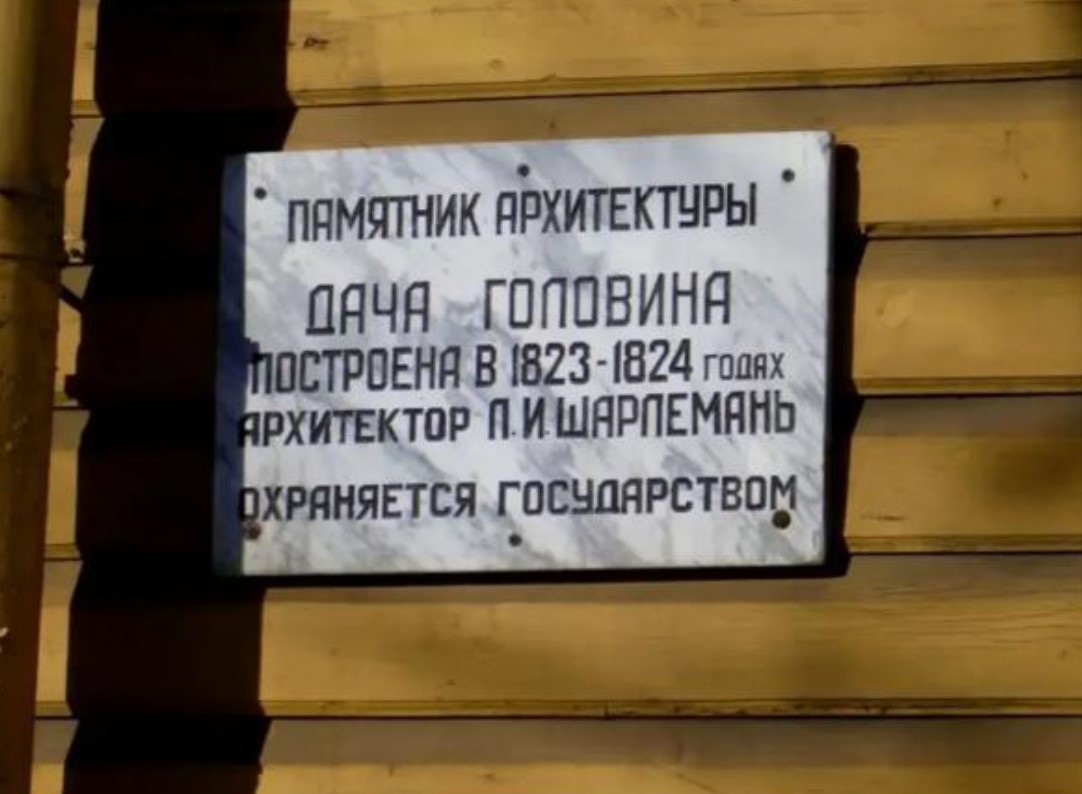 ПАМЯТНИК АРХИТЕКТУРЫ
ДАЧА ГОЛОВИНА
ПОСТРОЕНА В 1823-1824 ГОДАХ
АРХИТЕКТОР Л.И.ШАРЛЕМАНЬ
ОХРАНЯЕТСЯ ГОСУДАРСТВОМ